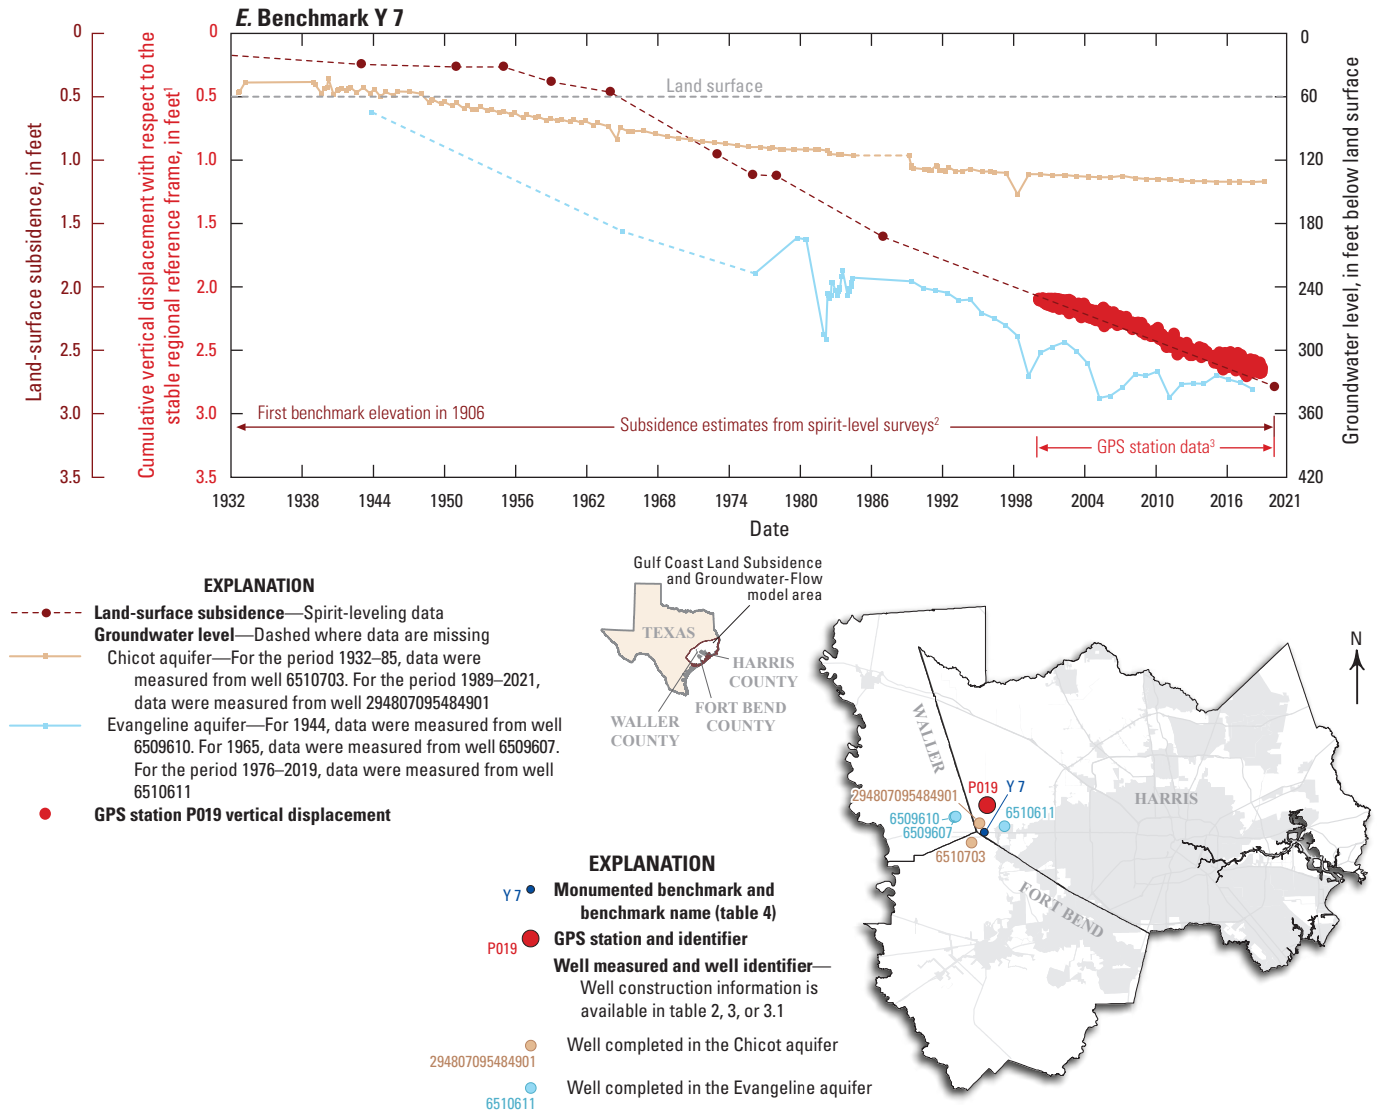 E. Benchmark Y 7
0
0.5
1.0
1.5
2.0
2.5
3.0
3.5
Land-surface subsidence, in feet
0
0.5
1.0
1.5
2.0
2.5
3.0
3.5
Cumulative vertical displacement with respect to the
stable regional reference frame, in feet¹
Land surface
First benchmark elevation in 1906
Subsidence estimates from spirit-level surveys²
GPS station data³
0
60
120
180
240
300
360
420
Groundwater level, in feet below land surface
1932 1938 1944 1950 1956 1962 1968 1974 1980 1986 1992 1998 2004 2010 2016 2021
Date
EXPLANATION
Land-surface subsidence—Spirit-leveling data
Groundwater level—Dashed where data are missing
Chicot aquifer—For the period 1932–85, data were
measured from well 6510703. For the period 1989–2021,
data were measured from well 294807095484901
Evangeline aquifer—For 1944, data were measured from well
6509610. For 1965, data were measured from well 6509607.
For the period 1976–2019, data were measured from well
6510611
GPS station P019 vertical displacement
Gulf Coast Land Subsidence
and Groundwater-Flow
model area
TEXAS
HARRIS
COUNTY
FORT BEND
COUNTY
WALLER
COUNTY
N
WALLER
HARRIS
FORT BEND
P019
Y 7
294807095484901
6510611
6509610
6509607
6510703
EXPLANATION
Y 7
Monumented benchmark and
benchmark name (table 4)
P019
GPS station and identifier
Well measured and well identifier—
Well construction information is
available in table 2, 3, or 3.1
294807095484901
Well completed in the Chicot aquifer
6510611
Well completed in the Evangeline aquifer